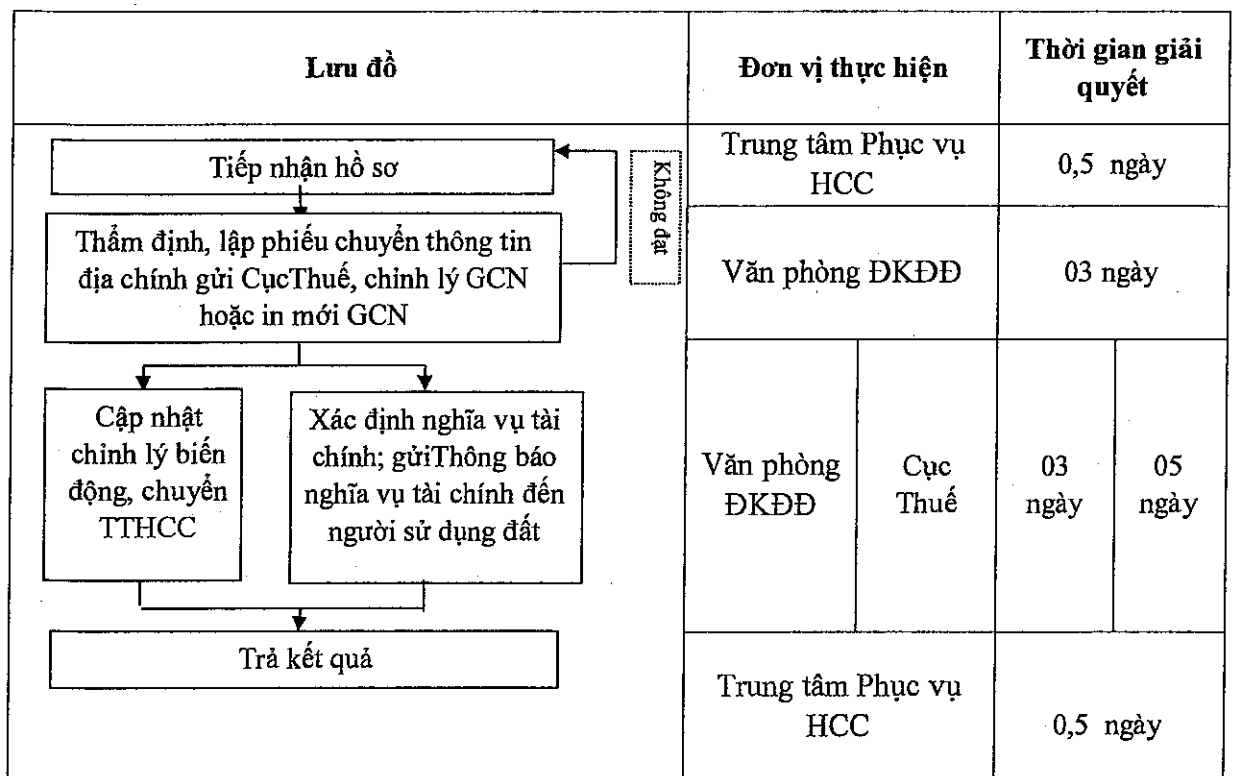 Lưu đồ
Đơn vị thực hiện
Thời gian giải
quyết
Tiếp nhận hồ sơ
Không đạt
Trung tâm Phục vụ
HCC
0,5 ngày
Thẩm định, lập phiếu chuyển thông tin
địa chính gửi CụcThuế, chỉnh lý GCN
hoặc in mới GCN
Văn phòng ĐKĐĐ
03 ngày
Cập nhật
chỉnh lý biến
động, chuyển
TTHCC
Xác định nghĩa vụ tài
chính; gửiThông báo
nghĩa vụ tài chính đến
người sử dụng đất
Văn phòng
ĐKĐĐ
Cục
Thuế
03
ngày
05
ngày
Trả kết quả
Trung tâm Phục vụ
HCC
0,5 ngày